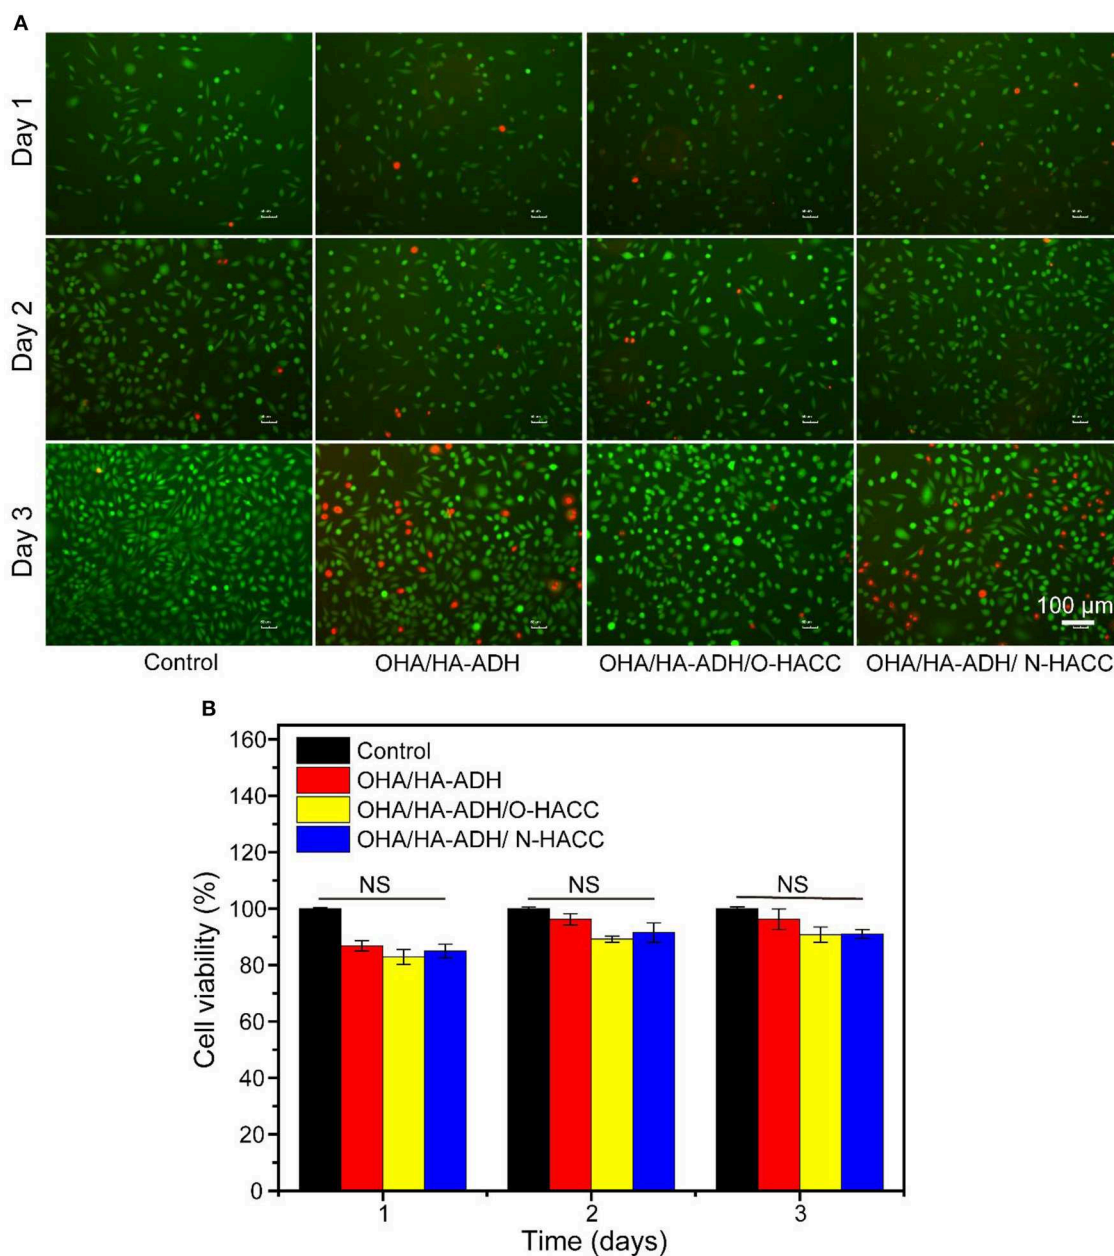 A
Day 1
Day 2
Day 3
100 μm
Control
OHA/HA-ADH
OHA/HA-ADH/O-HACC
OHA/HA-ADH/ N-HACC
B
160
140
120
100
80
60
40
20
0
Cell viability (%)
Control
OHA/HA-ADH
OHA/HA-ADH/O-HACC
OHA/HA-ADH/ N-HACC
NS
NS
NS
1
2
3
Time (days)